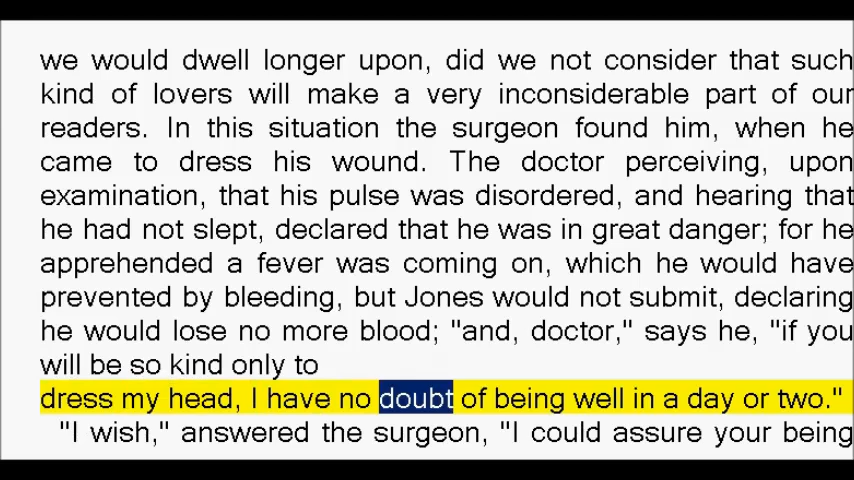 we would dwell longer upon, did we not consider that such
kind of lovers will make a very inconsiderable part of our
readers. In this situation the surgeon found him, when he
came to dress his wound. The doctor perceiving, upon
examination, that his pulse was disordered, and hearing that
he had not slept, declared that he was in great danger; for he
apprehended a fever was coming on, which he would have
prevented by bleeding, but Jones would not submit, declaring
he would lose no more blood; "and, doctor," says he, "if you
will be so kind only to
dress my head, I have no doubt of being well in a day or two."
"I wish," answered the surgeon, "I could assure your being